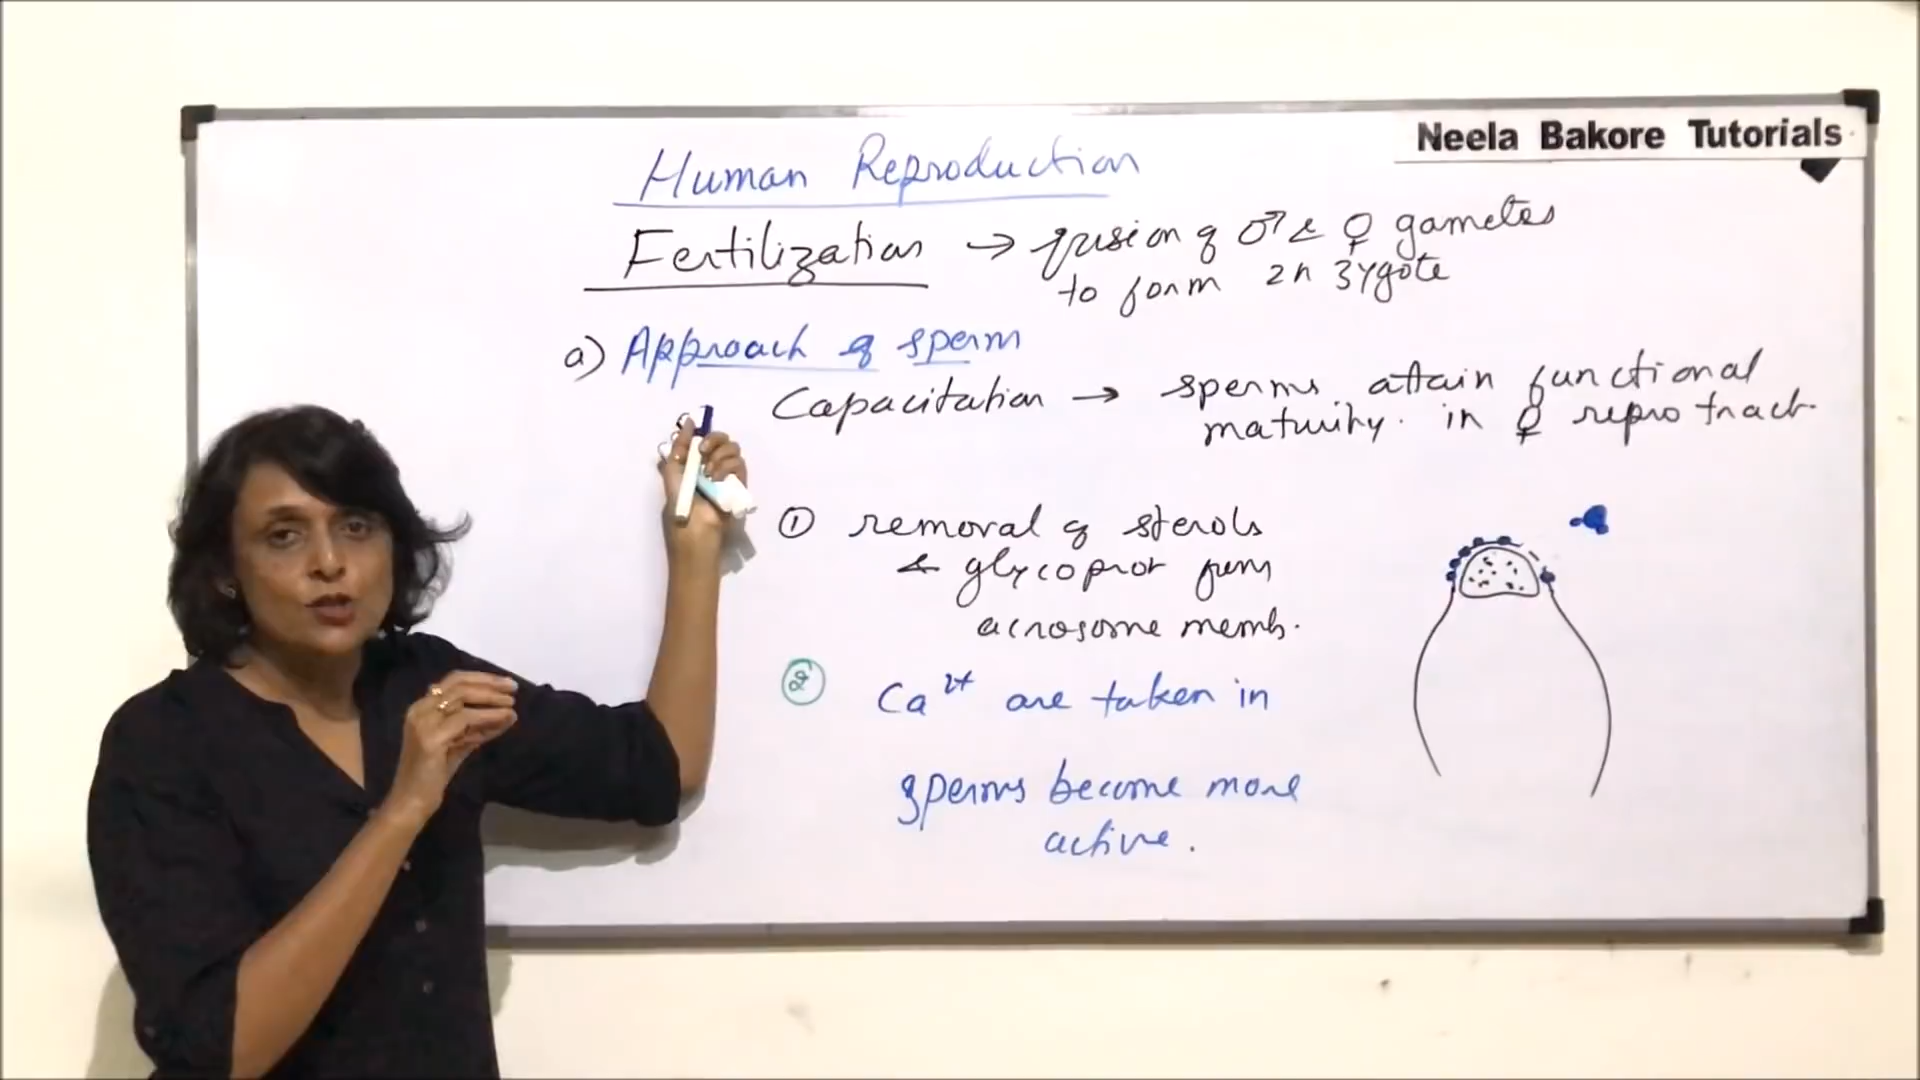 Neela Bakore Tutorials
Human Reproduction
Fertilization → fusion of ♂ & ♀ gametes
to form 2n zygote
a) Approach of sperm
Capacitation → sperms attain functional
maturity. in ♀ repro tract.
① removal of sterols
& glycoprot from
acrosome memb.
② Ca²⁺ are taken in
sperms become more
active.